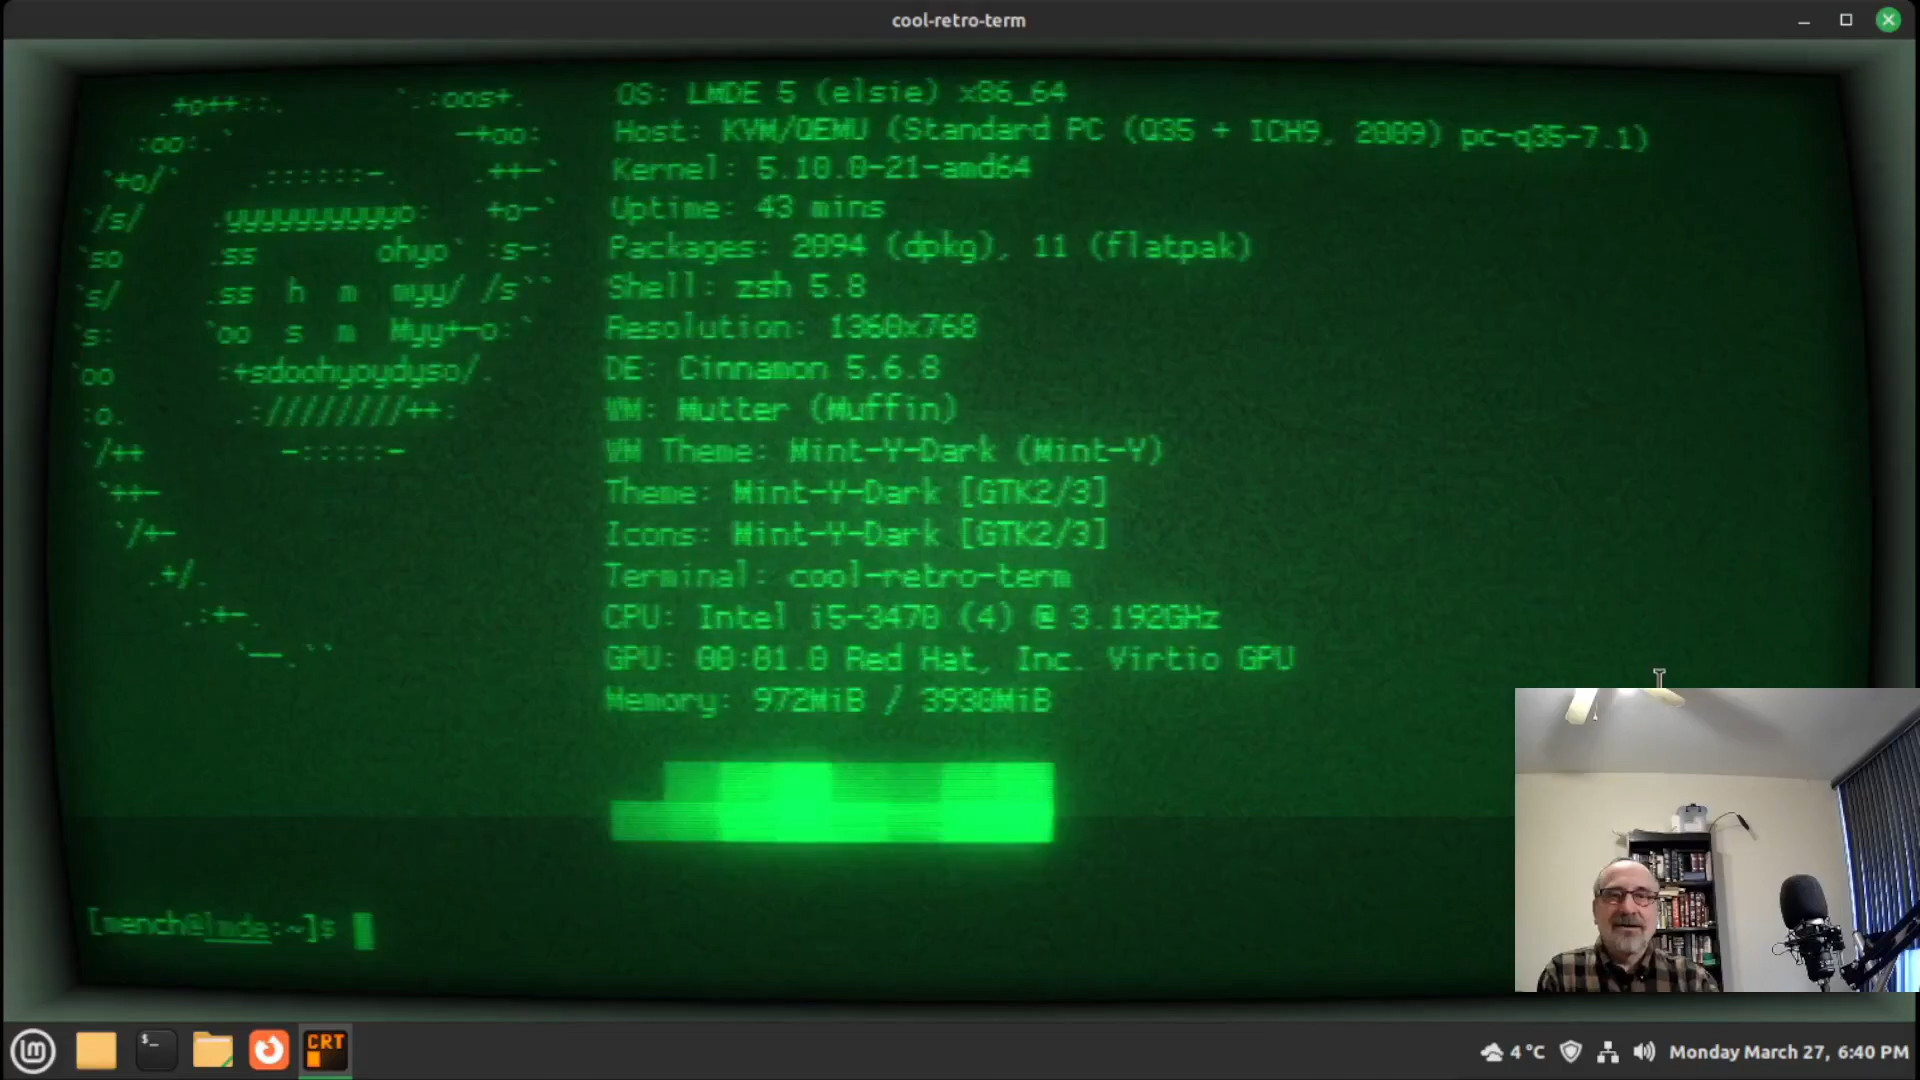 cool-retro-term
OS: LMDE 5 (elsie) x86_64
Host: KVM/QEMU (Standard PC (Q35 + ICH9, 2009) pc-q35-7.1)
Kernel: 5.10.0-21-amd64
Uptime: 43 mins
Packages: 2094 (dpkg), 11 (flatpak)
Shell: zsh 5.8
Resolution: 1360x768
DE: Cinnamon 5.6.8
WM: Mutter (Muffin)
WM Theme: Mint-Y-Dark (Mint-Y)
Theme: Mint-Y-Dark [GTK2/3]
Icons: Mint-Y-Dark [GTK2/3]
Terminal: cool-retro-term
CPU: Intel i5-3470 (4) @ 3.192GHz
GPU: 00:01.0 Red Hat, Inc. Virtio GPU
Memory: 972MiB / 3930MiB
[mench@lmde:~]$
$_
CRT
4 °C
Monday March 27, 6:40 PM